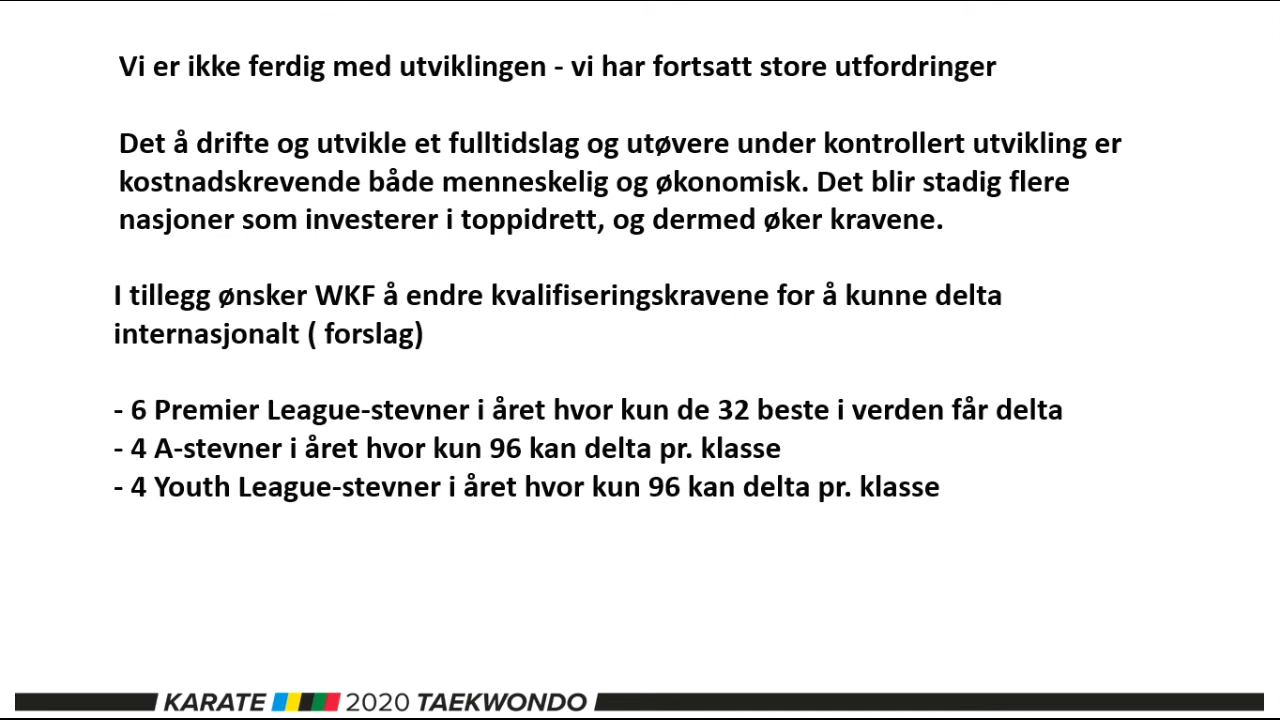 Vi er ikke ferdig med utviklingen - vi har fortsatt store utfordringer
Det å drifte og utvikle et fulltidslag og utøvere under kontrollert utvikling er
kostnadskrevende både menneskelig og økonomisk. Det blir stadig flere
nasjoner som investerer i toppidrett, og dermed øker kravene.
I tillegg ønsker WKF å endre kvalifiseringskravene for å kunne delta
internasjonalt ( forslag)
- 6 Premier League-stevner i året hvor kun de 32 beste i verden får delta
- 4 A-stevner i året hvor kun 96 kan delta pr. klasse
- 4 Youth League-stevner i året hvor kun 96 kan delta pr. klasse
KARATE 2020 TAEKWONDO